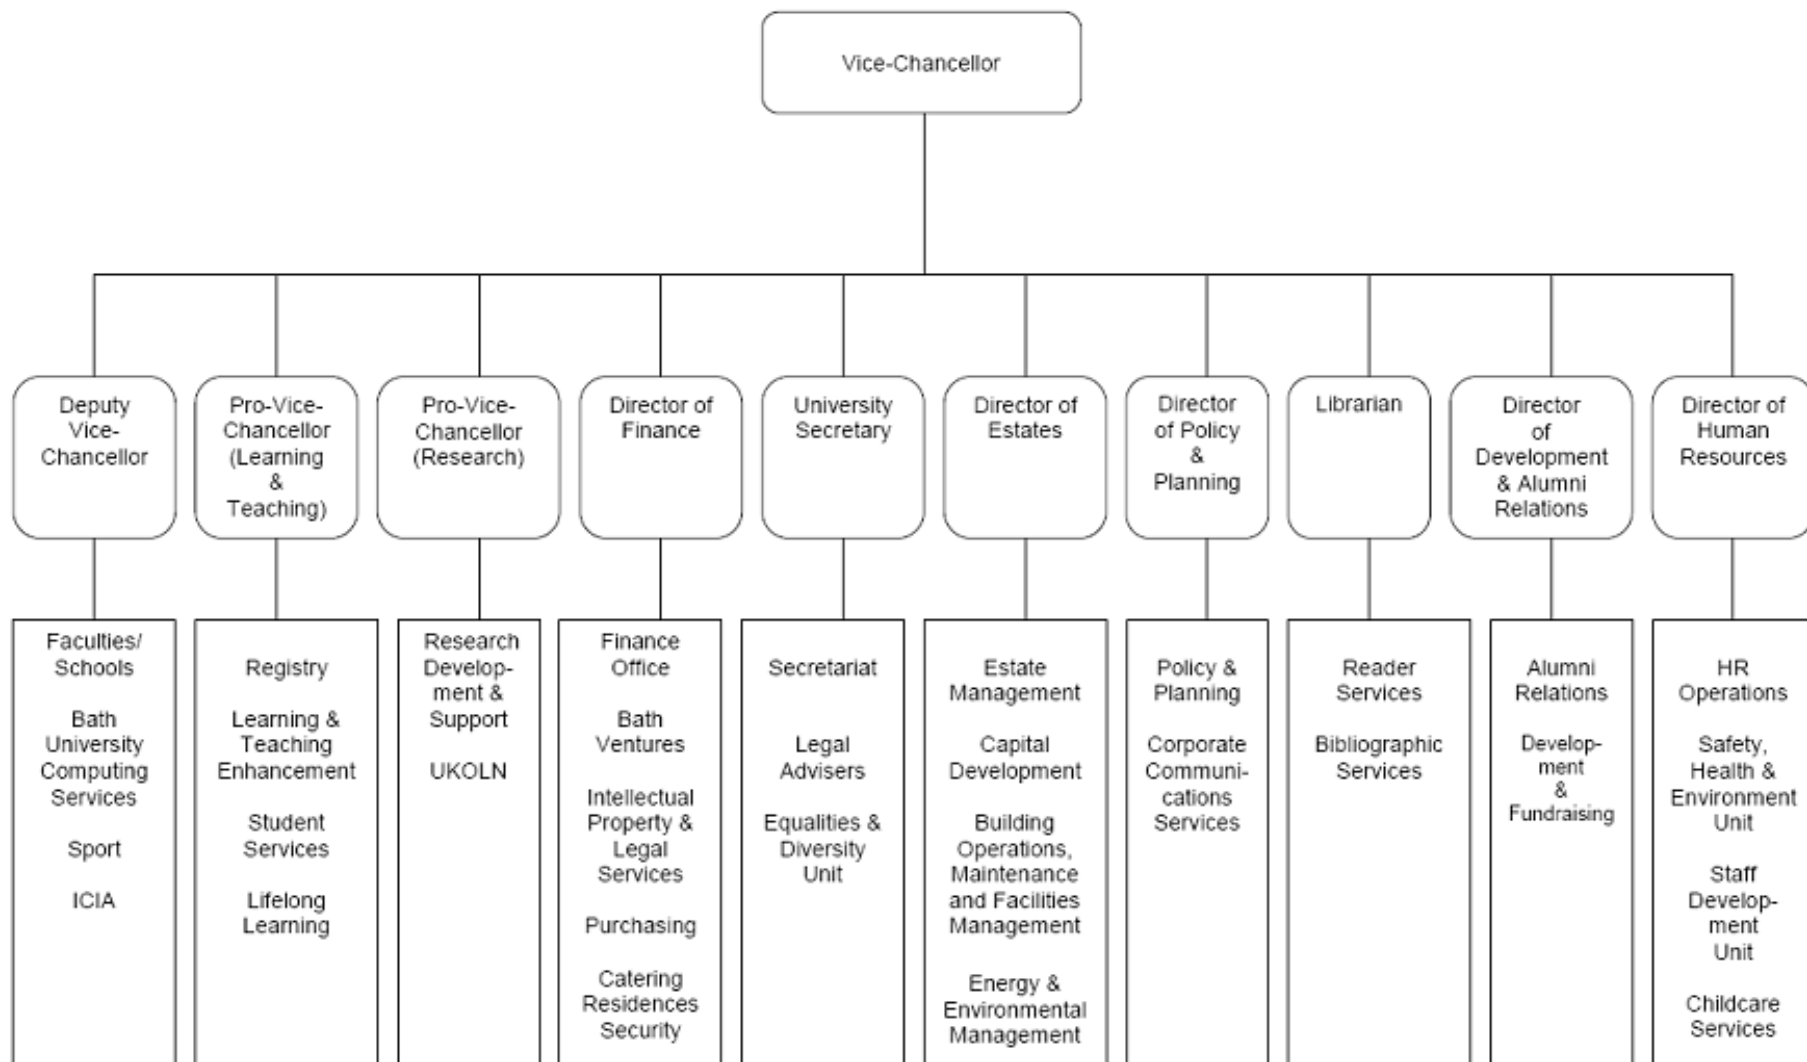 Vice-Chancellor
Deputy
Vice-
Chancellor
Pro-Vice-
Chancellor
(Learning
&
Teaching)
Pro-Vice-
Chancellor
(Research)
Director of
Finance
University
Secretary
Director of
Estates
Director
of Policy
&
Planning
Librarian
Director
of
Development
& Alumni
Relations
Director of
Human
Resources
Faculties/
Schools
Bath
University
Computing
Services
Sport
ICIA
Registry
Learning &
Teaching
Enhancement
Student
Services
Lifelong
Learning
Research
Develop-
ment &
Support
UKOLN
Finance
Office
Bath
Ventures
Intellectual
Property &
Legal
Services
Purchasing
Catering
Residences
Security
Secretariat
Legal
Advisers
Equalities &
Diversity
Unit
Estate
Management
Capital
Development
Building
Operations,
Maintenance
and Facilities
Management
Energy &
Environmental
Management
Policy &
Planning
Corporate
Communi-
cations
Services
Reader
Services
Bibliographic
Services
Alumni
Relations
Develop-
ment
&
Fundraising
HR
Operations
Safety,
Health &
Environment
Unit
Staff
Develop-
ment
Unit
Childcare
Services